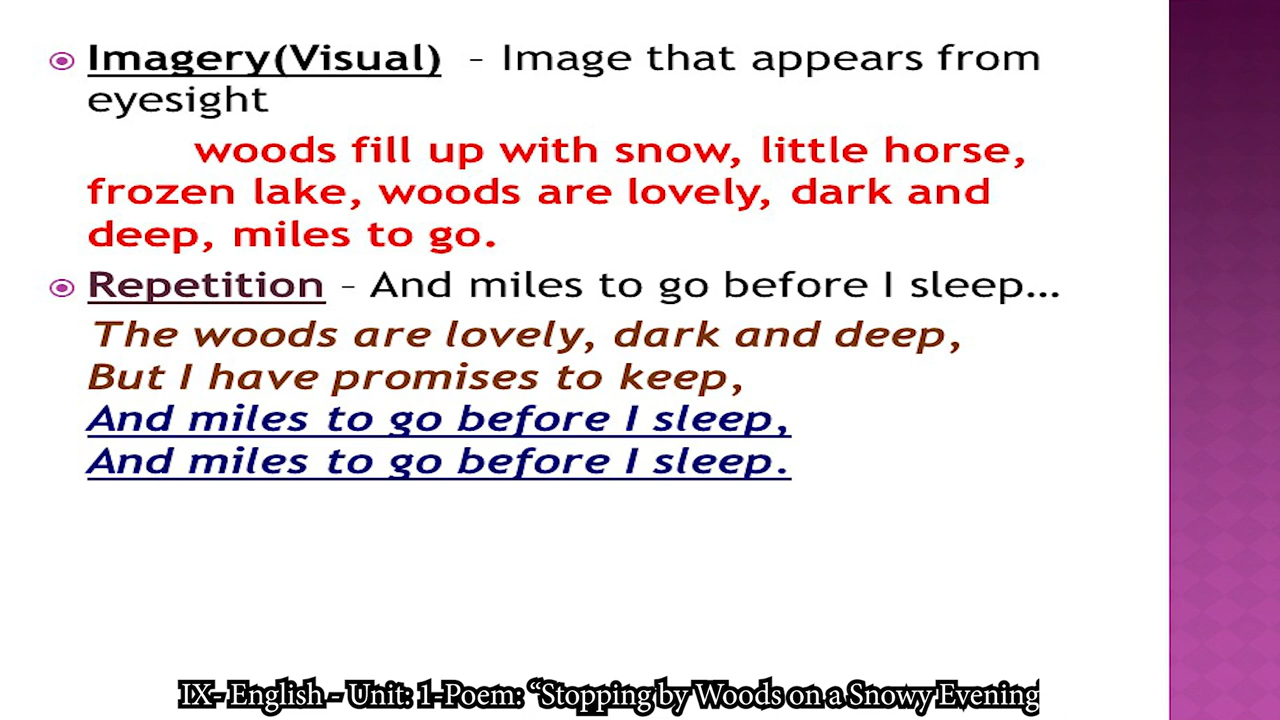 Imagery(Visual) – Image that appears from
eyesight
woods fill up with snow, little horse,
frozen lake, woods are lovely, dark and
deep, miles to go.
Repetition – And miles to go before I sleep...
The woods are lovely, dark and deep,
But I have promises to keep,
And miles to go before I sleep,
And miles to go before I sleep.
IX- English - Unit: 1-Poem: “Stopping by Woods on a Snowy Evening